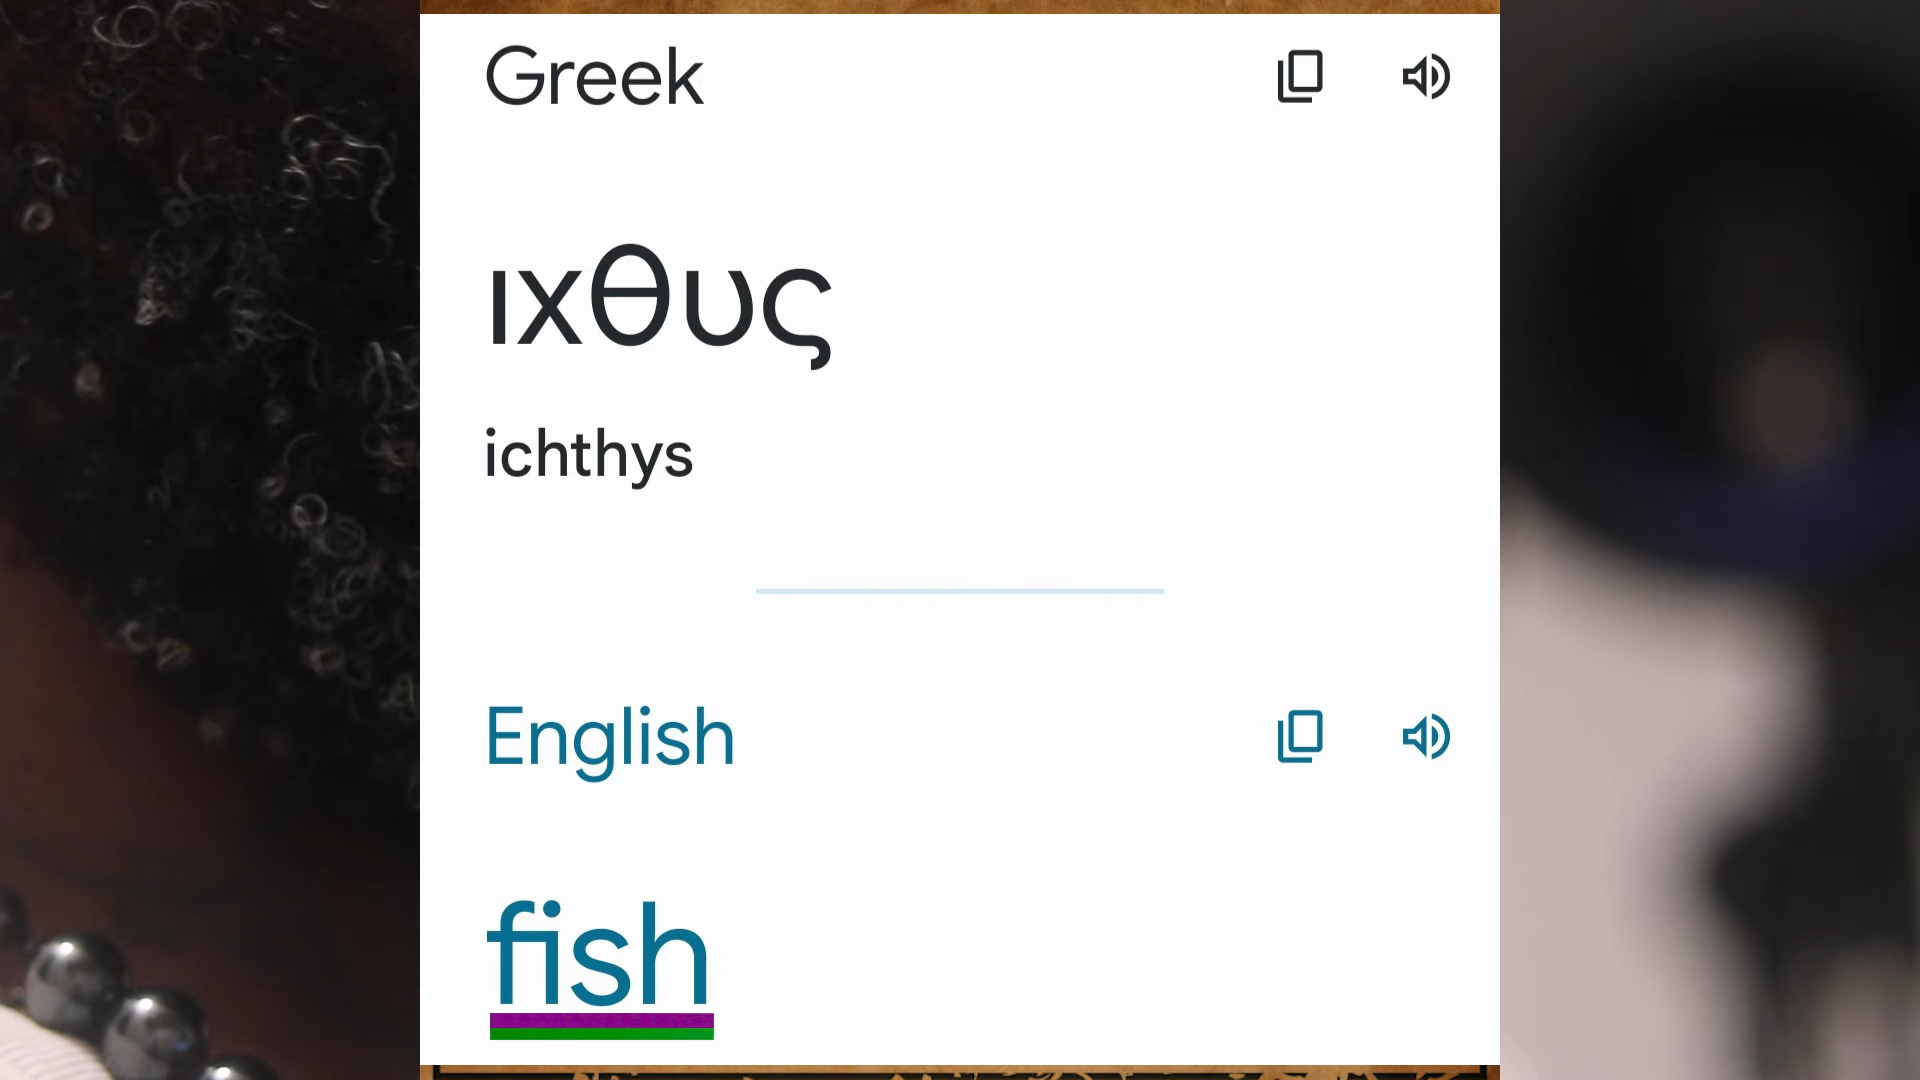 Greek
ιχθυς
ichthys
English
fish